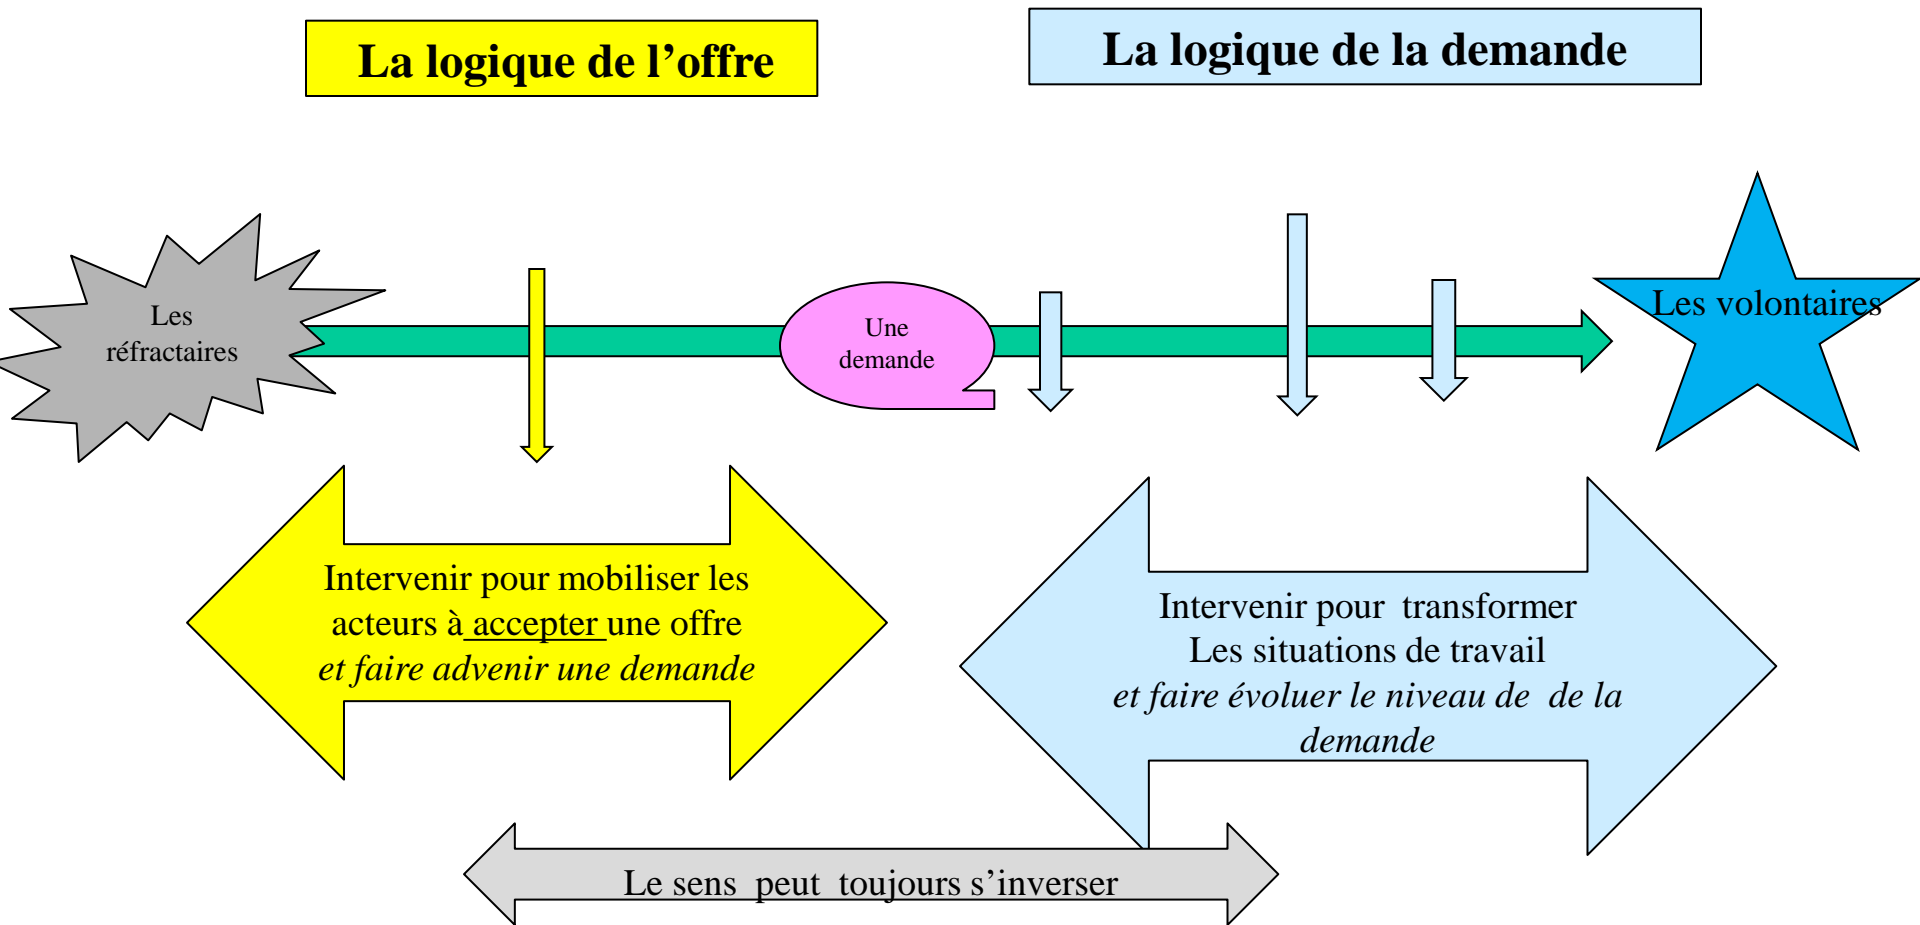 La logique de l’offre
La logique de la demande
Les
réfractaires
Une
demande
Les volontaires
Intervenir pour mobiliser les
acteurs à accepter une offre
et faire advenir une demande
Intervenir pour  transformer
Les situations de travail
et faire évoluer le niveau de  de la
demande
Le sens  peut  toujours s’inverser